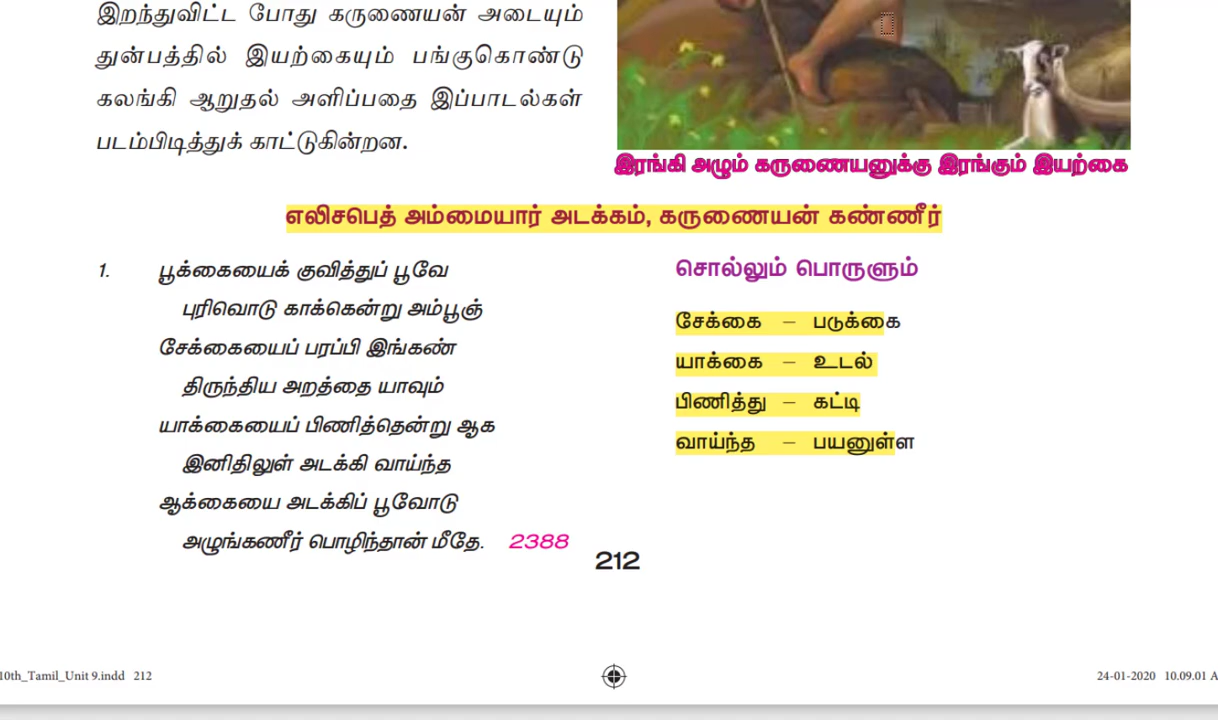 இறந்துவிட்ட போது கருணையன் அடையும்
துன்பத்தில் இயற்கையும் பங்குகொண்டு
கலங்கி ஆறுதல் அளிப்பதை இப்பாடல்கள்
படம்பிடித்துக் காட்டுகின்றன.
இரங்கி அழும் கருணையனுக்கு இரங்கும் இயற்கை
எலிசபெத் அம்மையார் அடக்கம், கருணையன் கண்ணீர்
1. பூக்கையைக் குவித்துப் பூவே
புரிவொடு காக்கென்று அம்பூஞ்
சேக்கையைப் பரப்பி இங்கண்
திருந்திய அறத்தை யாவும்
யாக்கையைப் பிணித்தென்று ஆக
இனிதிலுள் அடக்கி வாய்ந்த
ஆக்கையை அடக்கிப் பூவோடு
அழுங்கணீர் பொழிந்தான் மீதே. 2388
சொல்லும் பொருளும்
சேக்கை – படுக்கை
யாக்கை – உடல்
பிணித்து – கட்டி
வாய்ந்த – பயனுள்ள
212
10th_Tamil_Unit 9.indd 212
24-01-2020 10.09.01 A